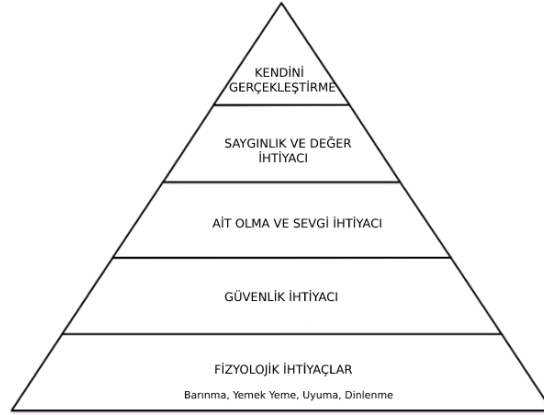 KENDİNİ
GERÇEKLEŞTİRME
SAYGINLIK VE DEĞER
İHTİYACI
AİT OLMA VE SEVGİ İHTİYACI
GÜVENLİK İHTİYACI
FİZYOLOJİK İHTİYAÇLAR
Barınma, Yemek Yeme, Uyuma, Dinlenme